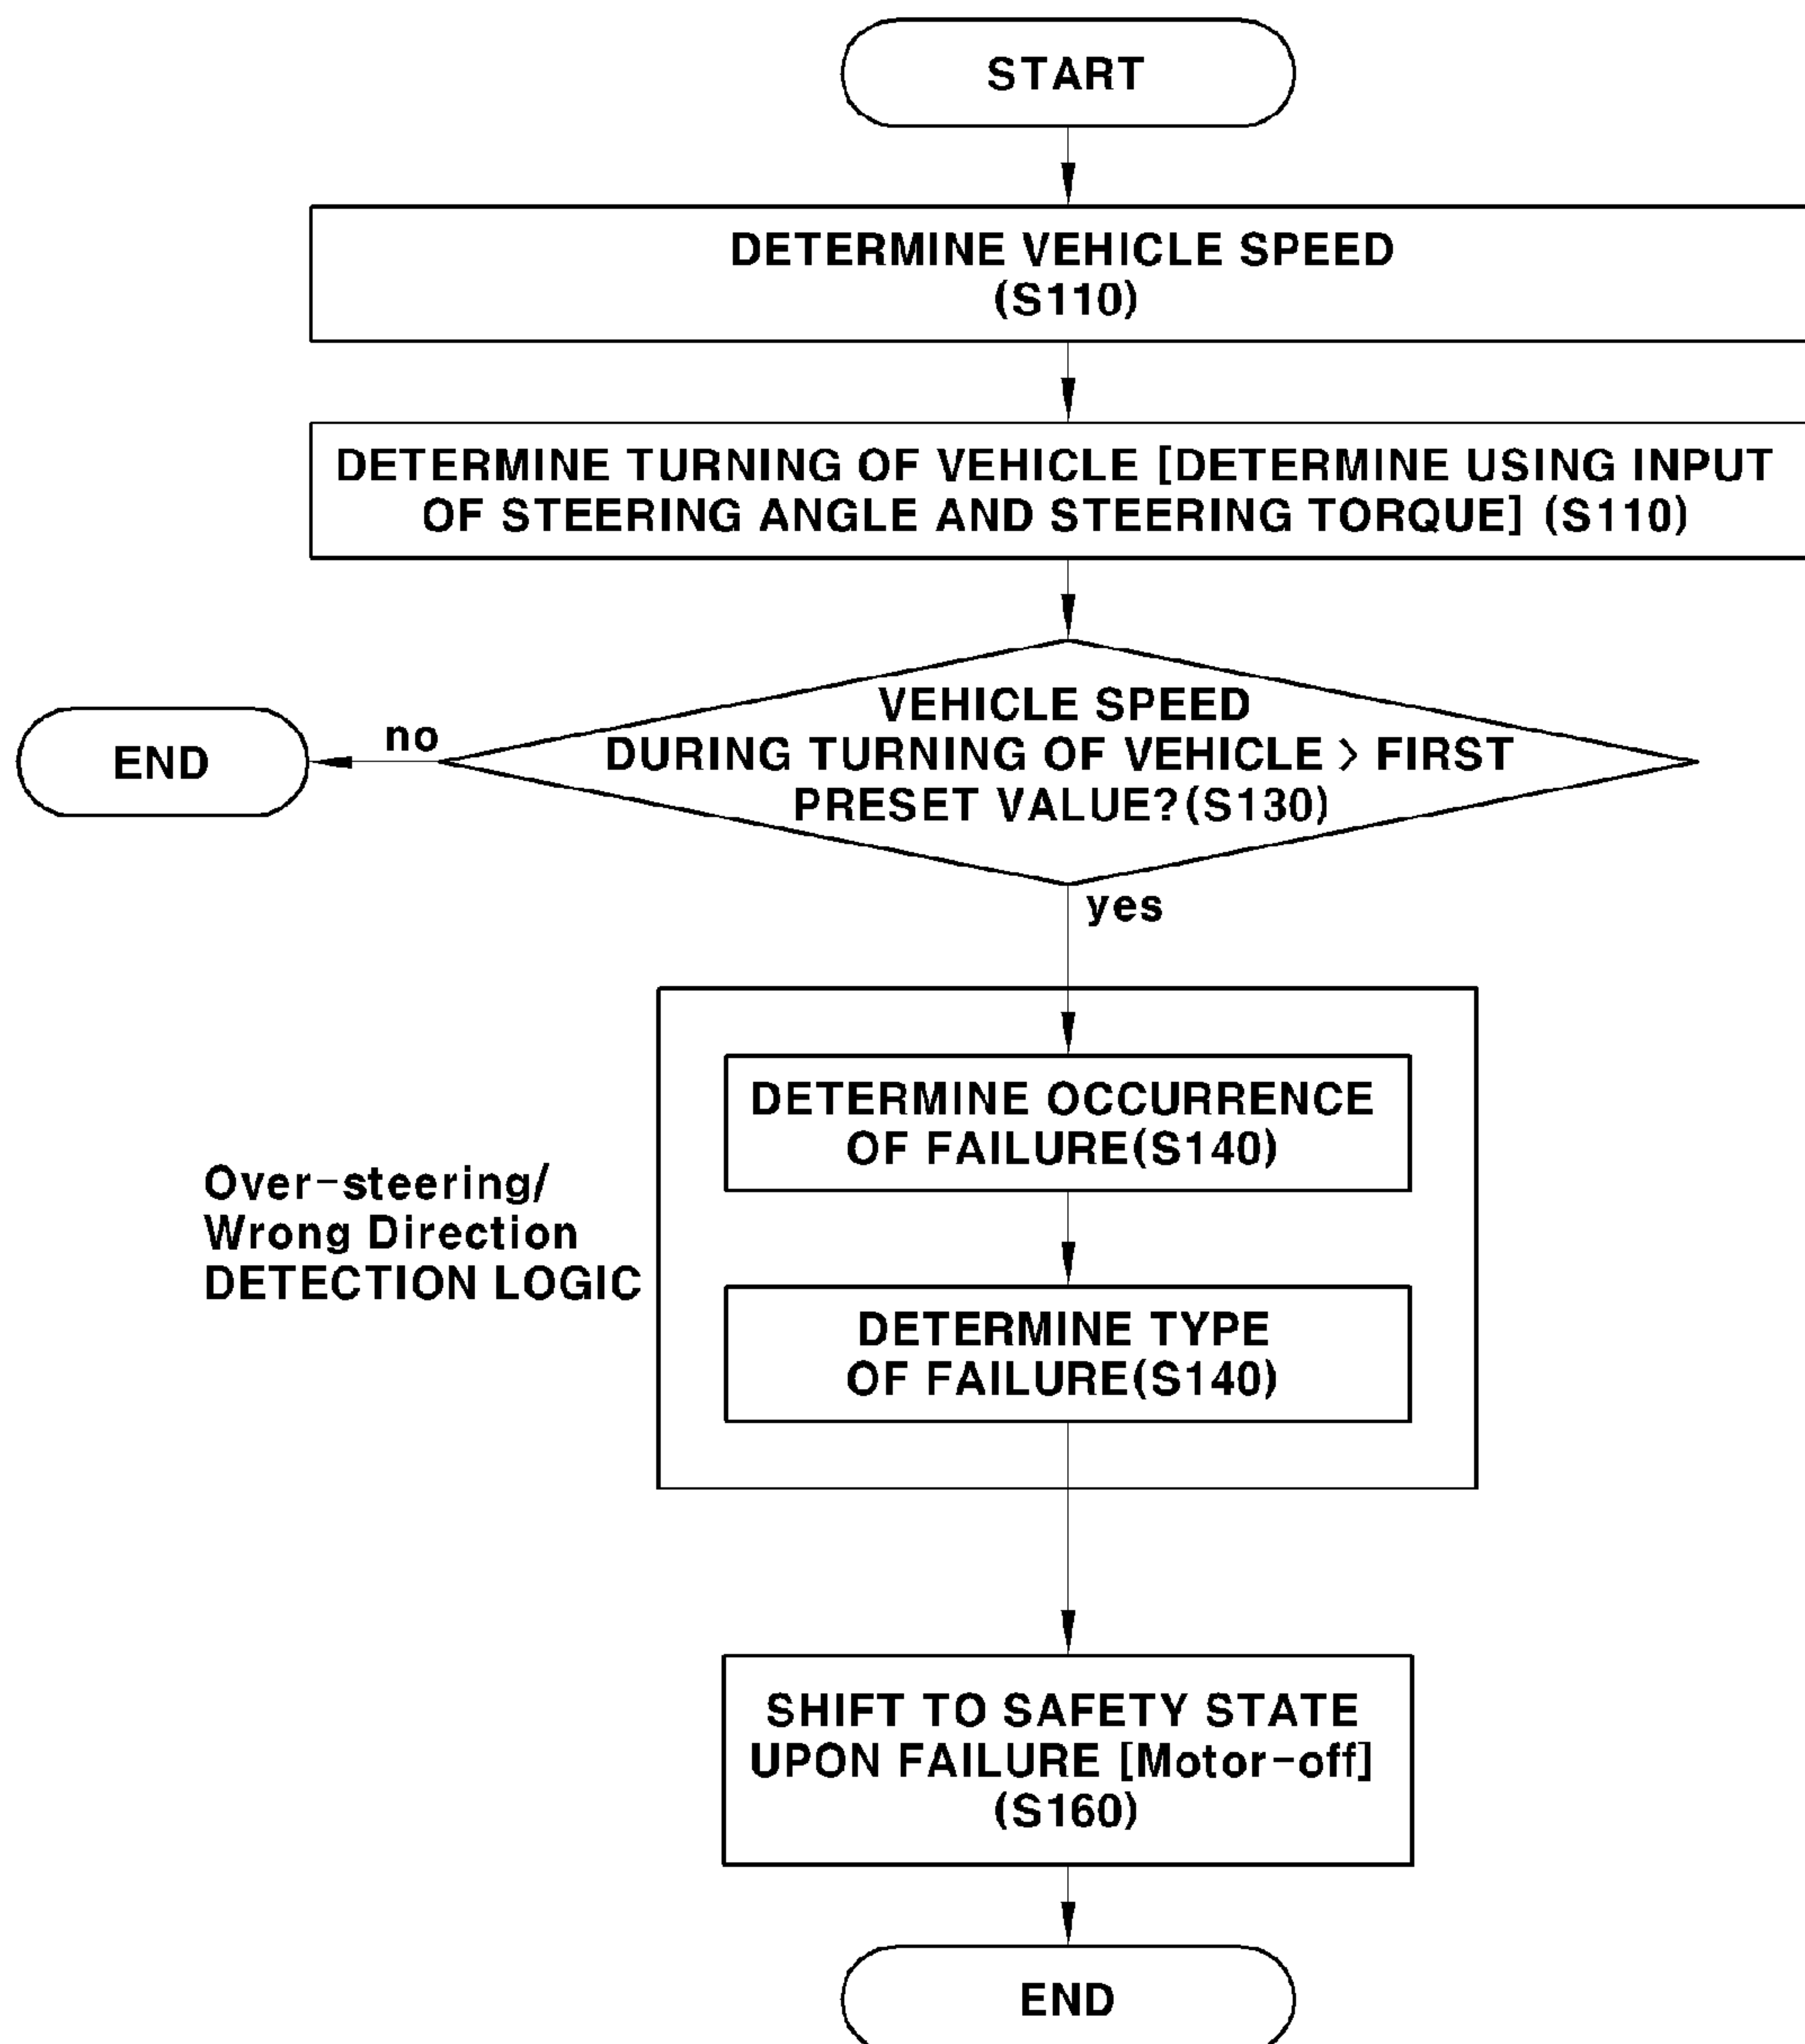 START
DETERMINE VEHICLE SPEED
(S110)
DETERMINE TURNING OF VEHICLE [DETERMINE USING INPUT
OF STEERING ANGLE AND STEERING TORQUE] (S110)
VEHICLE SPEED
DURING TURNING OF VEHICLE > FIRST
PRESET VALUE?(S130)
no
END
yes
Over-steering/
Wrong Direction
DETECTION LOGIC
DETERMINE OCCURRENCE
OF FAILURE(S140)
DETERMINE TYPE
OF FAILURE(S140)
SHIFT TO SAFETY STATE
UPON FAILURE [Motor-off]
(S160)
END